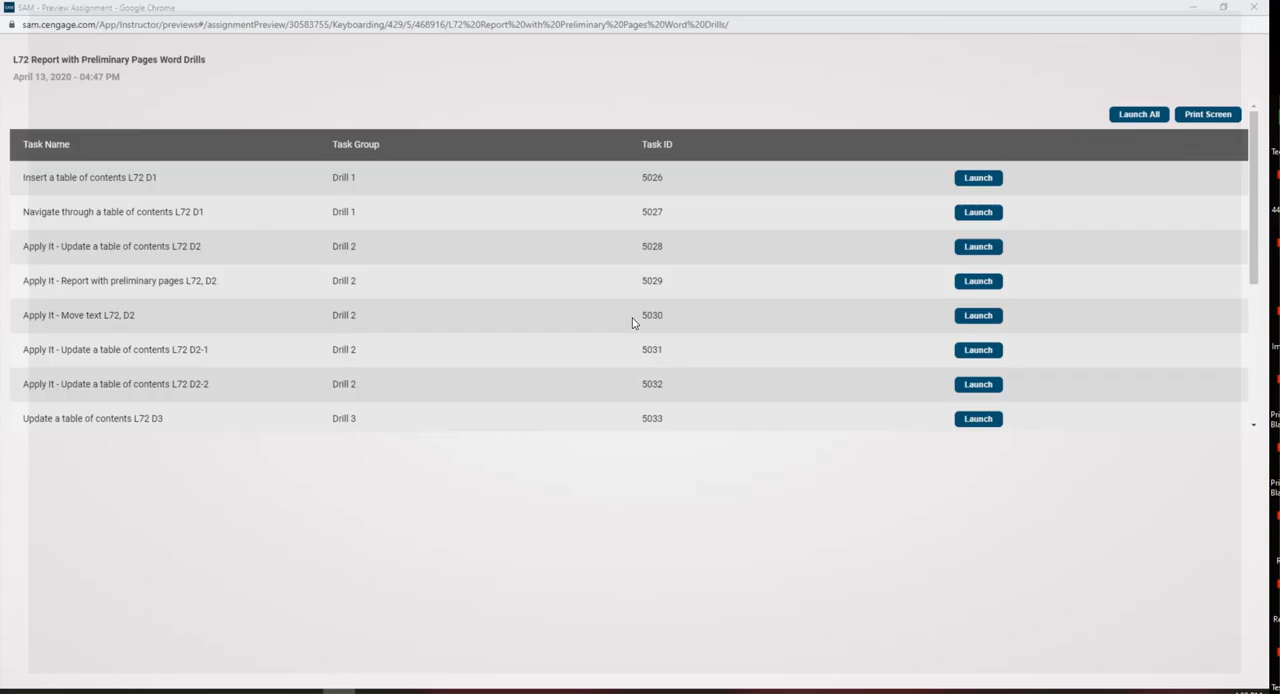 SAM - Preview Assignment - Google Chrome
sam.cengage.com/App/Instructor/previews#/assignmentPreview/30583755/Keyboarding/429/5/468916/L72%20Report%20with%20Preliminary%20Pages%20Word%20Drills/
L72 Report with Preliminary Pages Word Drills
April 13, 2020 - 04:47 PM
Launch All Print Screen
Task Name Task Group Task ID
Insert a table of contents L72 D1 Drill 1 5026 Launch
Navigate through a table of contents L72 D1 Drill 1 5027 Launch
Apply It - Update a table of contents L72 D2 Drill 2 5028 Launch
Apply It - Report with preliminary pages L72, D2 Drill 2 5029 Launch
Apply It - Move text L72, D2 Drill 2 5030 Launch
Apply It - Update a table of contents L72 D2-1 Drill 2 5031 Launch
Apply It - Update a table of contents L72 D2-2 Drill 2 5032 Launch
Update a table of contents L72 D3 Drill 3 5033 Launch